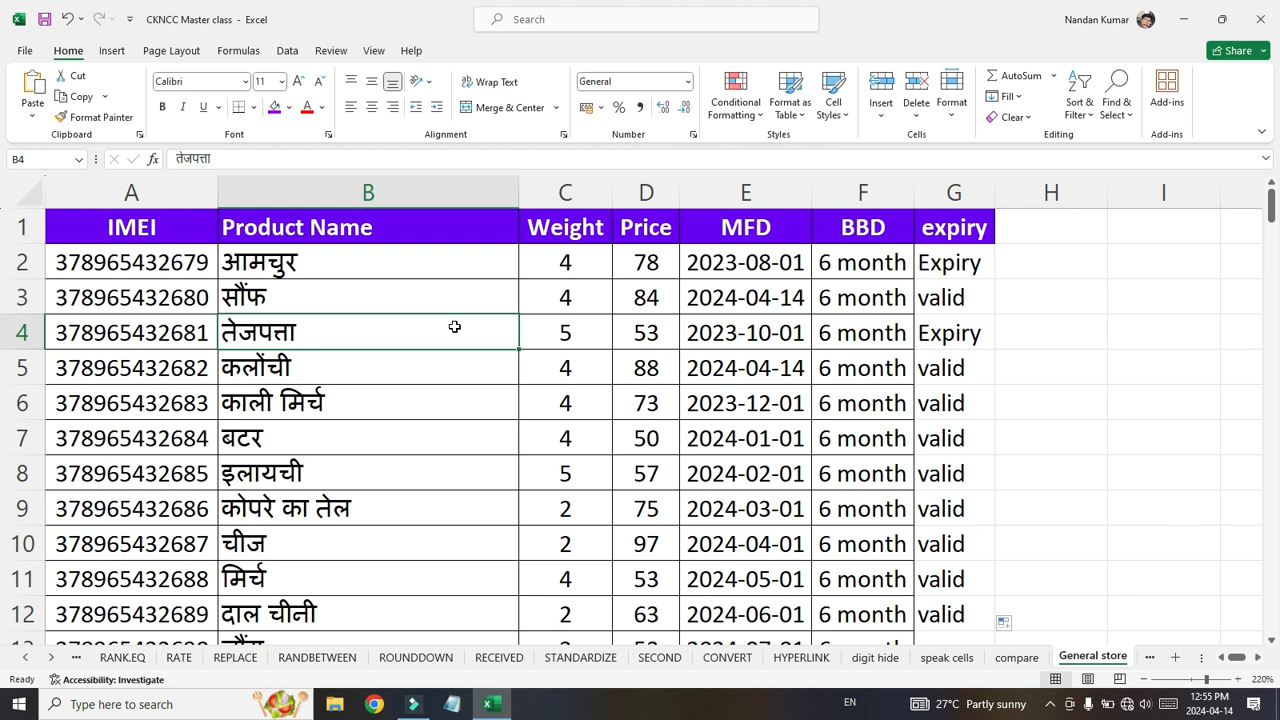 CKNCC Master class - Excel
Search
Nandan Kumar
File Home Insert Page Layout Formulas Data Review View Help
Share
Paste
Cut
Copy
Format Painter
Calibri 11
Wrap Text
Merge & Center
General
Conditional Formatting
Format as Table
Cell Styles
Insert
Delete
Format
AutoSum
Fill
Clear
Sort & Filter
Find & Select
Add-ins
Clipboard Font Alignment Number Styles Cells Editing Add-ins
B4 fx तेजपत्ता
A B C D E F G H I
1 IMEI Product Name Weight Price MFD BBD expiry
2 378965432679 आमचुर 4 78 2023-08-01 6 month Expiry
3 378965432680 सौंफ 4 84 2024-04-14 6 month valid
4 378965432681 तेजपत्ता 5 53 2023-10-01 6 month Expiry
5 378965432682 कलोंची 4 88 2024-04-14 6 month valid
6 378965432683 काली मिर्च 4 73 2023-12-01 6 month valid
7 378965432684 बटर 4 50 2024-01-01 6 month valid
8 378965432685 इलायची 5 57 2024-02-01 6 month valid
9 378965432686 कोपरे का तेल 2 75 2024-03-01 6 month valid
10 378965432687 चीज 2 97 2024-04-01 6 month valid
11 378965432688 मिर्च 4 53 2024-05-01 6 month valid
12 378965432689 दाल चीनी 2 63 2024-06-01 6 month valid
RANK.EQ RATE REPLACE RANDBETWEEN ROUNDDOWN RECEIVED STANDARDIZE SECOND CONVERT HYPERLINK digit hide speak cells compare General store
Ready Accessibility: Investigate 220%
Type here to search
EN
27°C Partly sunny
12:55 PM
2024-04-14